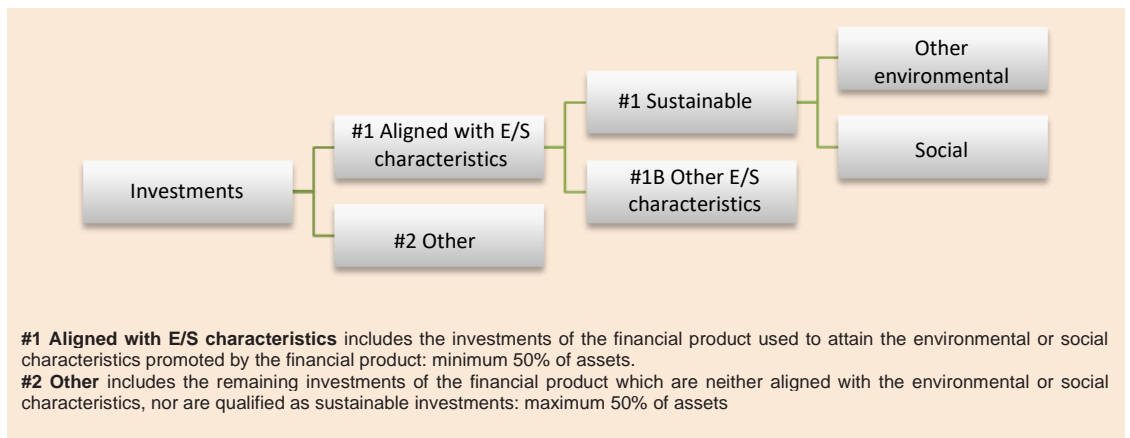 Other
environmental
#1 Sustainable
#1 Aligned with E/S
characteristics
Social
Investments
#1B Other E/S
characteristics
#2 Other
#1 Aligned with E/S characteristics includes the investments of the financial product used to attain the environmental or social
characteristics promoted by the financial product: minimum 50% of assets.
#2 Other includes the remaining investments of the financial product which are neither aligned with the environmental or social
characteristics, nor are qualified as sustainable investments: maximum 50% of assets